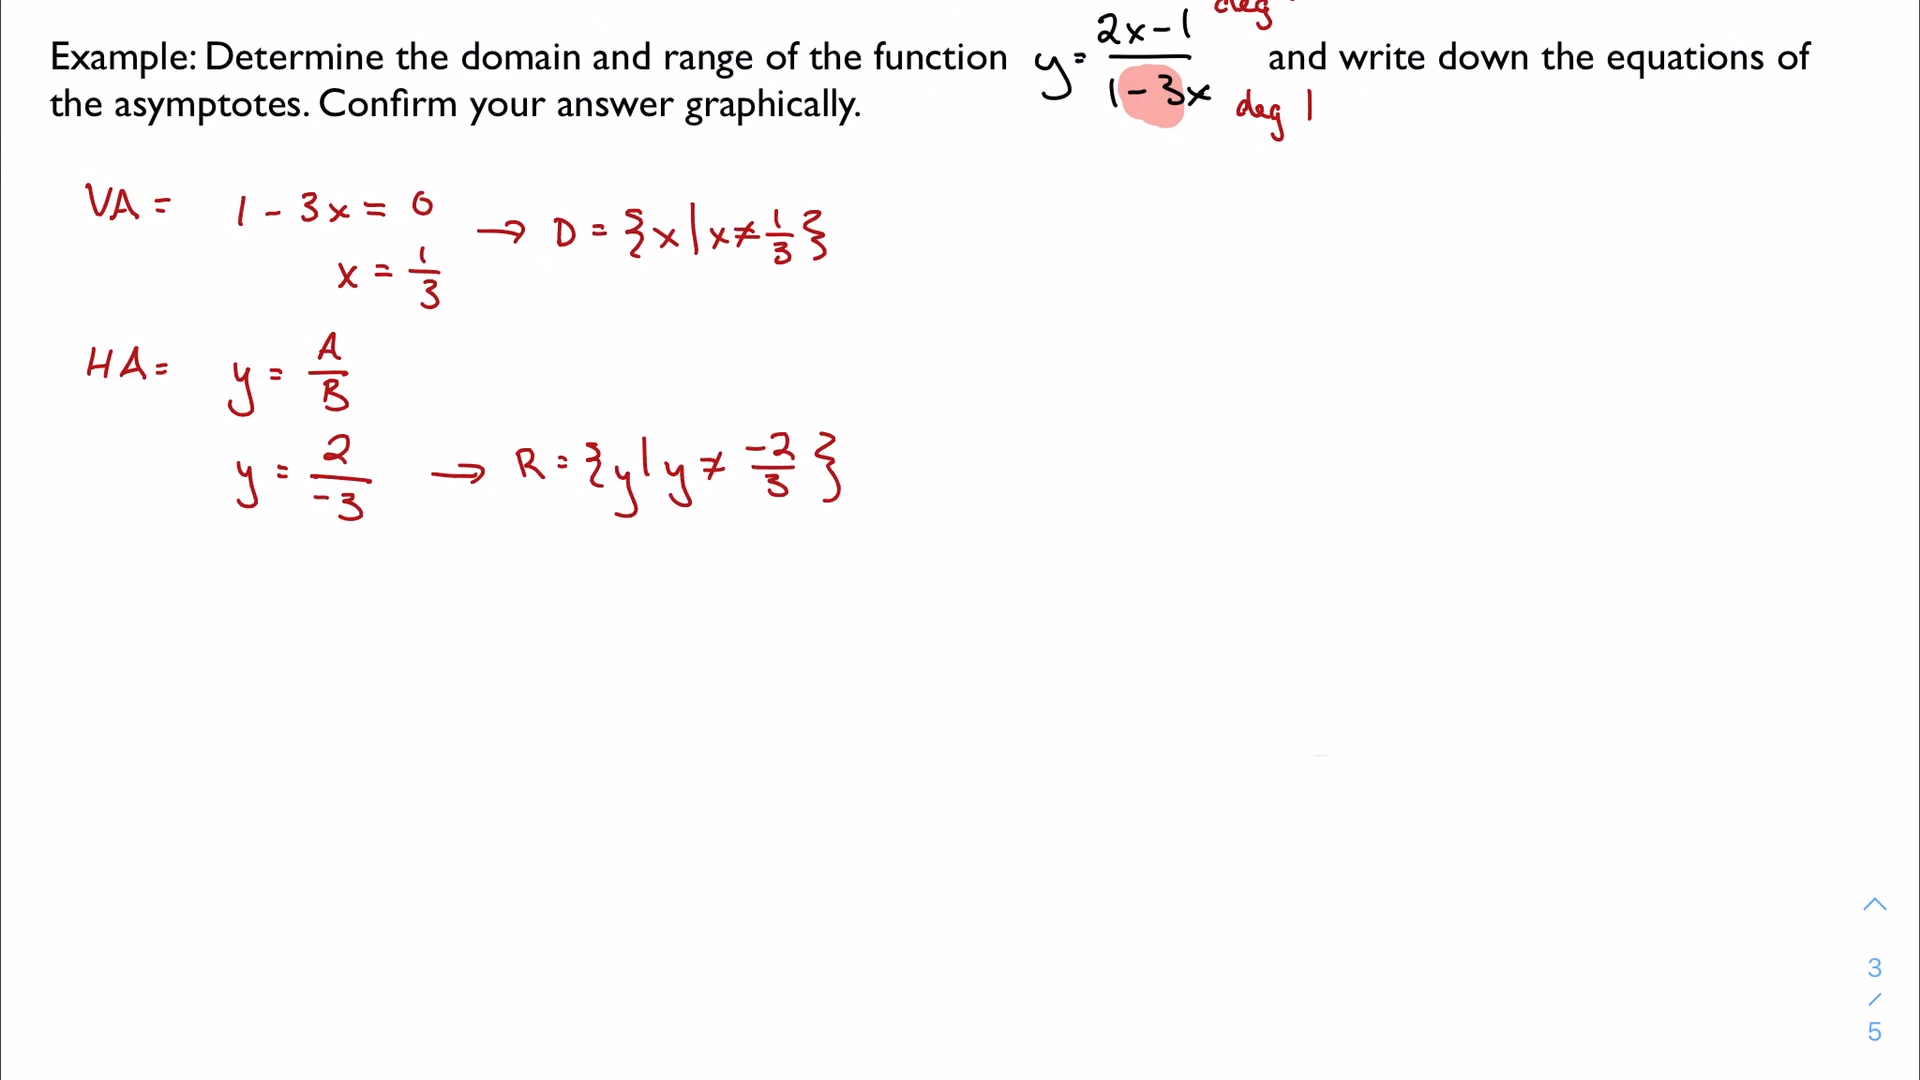 deg
Example: Determine the domain and range of the function y = (2x - 1)/(1 - 3x) and write down the equations of
the asymptotes. Confirm your answer graphically.
deg 1
VA = 1 - 3x = 0
x = 1/3
→ D = {x | x ≠ 1/3}
HA = y = A/B
y = 2/-3 → R = {y | y ≠ -2/3}
3
/
5